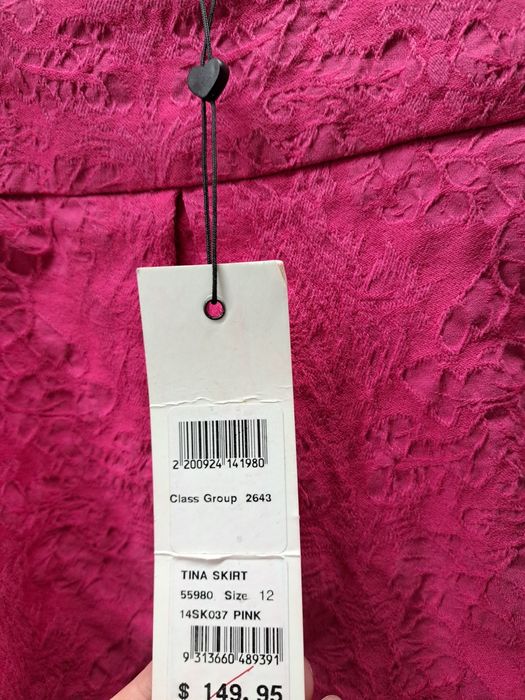 2 200924 141980
Class Group 2643
TINA SKIRT
55980 Size 12
14SK037 PINK
9 313660 489391
$ 149.95